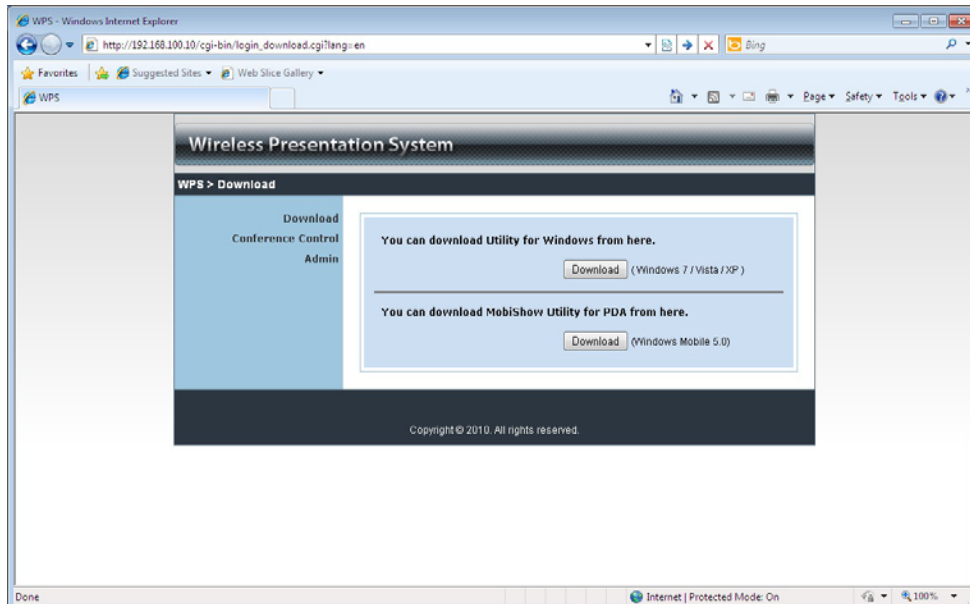 WPS - Windows Internet Explorer
http://192.168.100.10/cgi-bin/login_download.cgi?lang=en
Bing
Favorites
Suggested Sites
Web Slice Gallery
WPS
Page
Safety
Tools
Wireless Presentation System
WPS > Download
Download
Conference Control
Admin
You can download Utility for Windows from here.
Download ( Windows 7 / Vista / XP )
You can download MobiShow Utility for PDA from here.
Download (Windows Mobile 5.0)
Copyright © 2010. All rights reserved.
Done
Internet | Protected Mode: On
100%